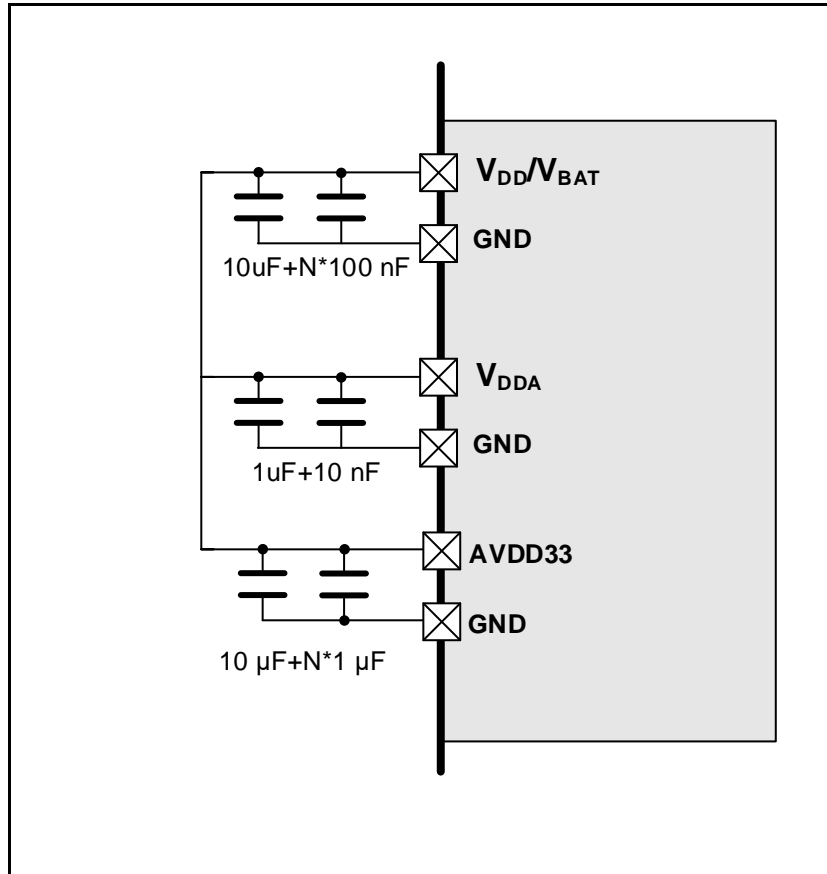 VDD/VBAT
GND
10uF+N*100 nF
VDDA
GND
1uF+10 nF
AVDD33
GND
10 µF+N*1 µF